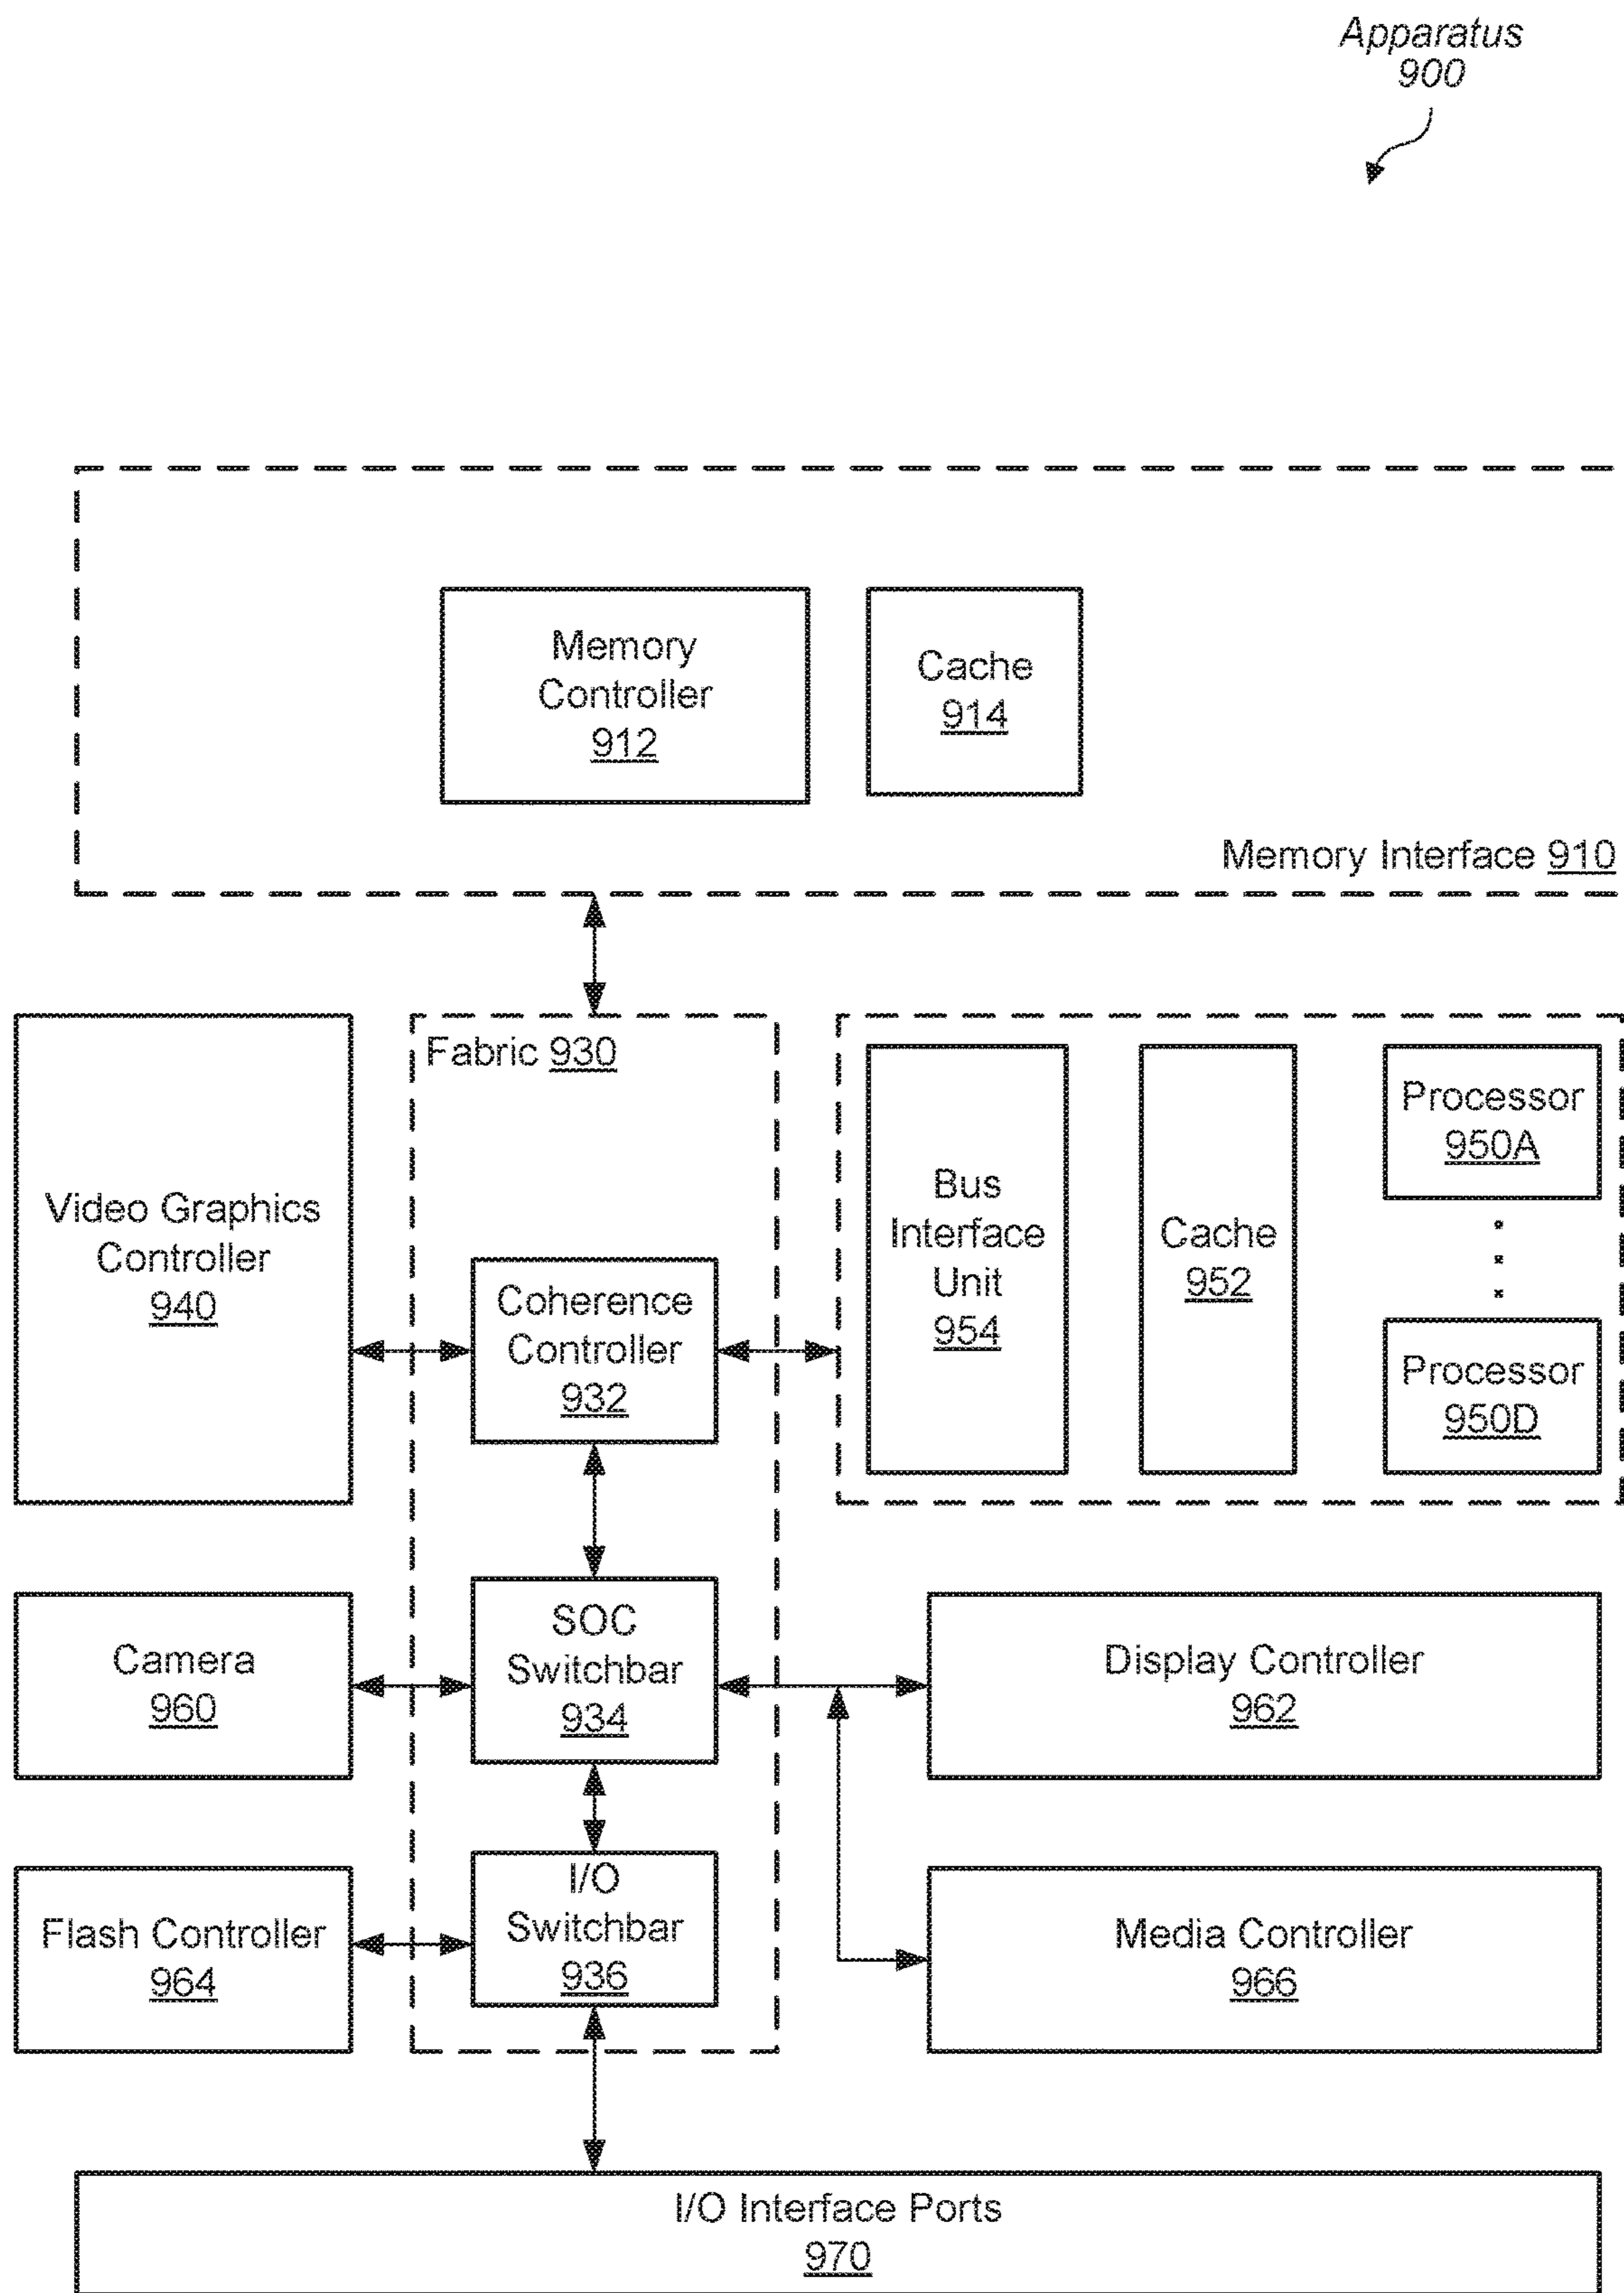 Apparatus
900
Memory
Controller
912
Cache
914
Memory Interface 910
Video Graphics
Controller
940
Fabric 930
Coherence
Controller
932
Bus
Interface
Unit
954
Cache
952
Processor
950A
Processor
950D
Camera
960
SOC
Switchbar
934
Display Controller
962
Flash Controller
964
I/O
Switchbar
936
Media Controller
966
I/O Interface Ports
970